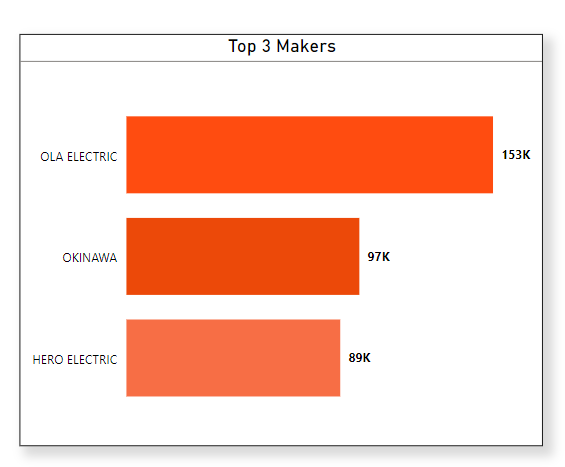 Top 3 Makers
OLA ELECTRIC 153K
OKINAWA 97K
HERO ELECTRIC 89K